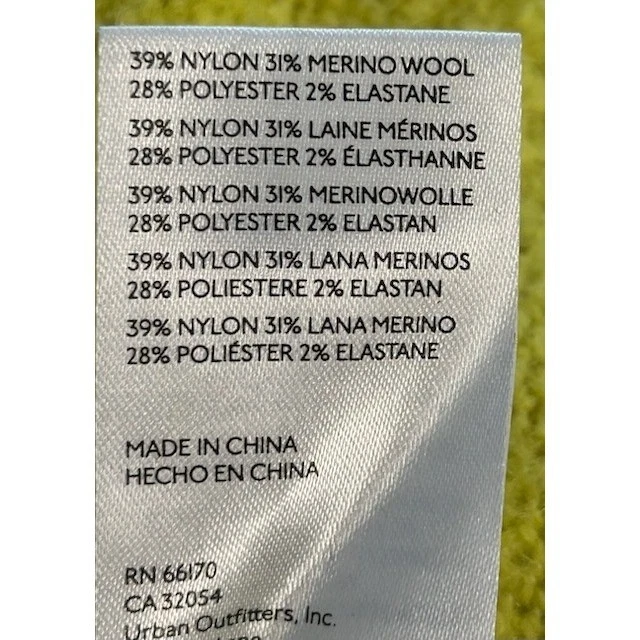 39% NYLON 31% MERINO WOOL
28% POLYESTER 2% ELASTANE
39% NYLON 31% LAINE MÉRINOS
28% POLYESTER 2% ÉLASTHANNE
39% NYLON 31% MERINOWOLLE
28% POLYESTER 2% ELASTAN
39% NYLON 31% LANA MERINOS
28% POLIESTERE 2% ELASTAN
39% NYLON 31% LANA MERINO
28% POLIÉSTER 2% ELASTANE
MADE IN CHINA
HECHO EN CHINA
RN 66170
CA 32054
Urban Outfitters, Inc.